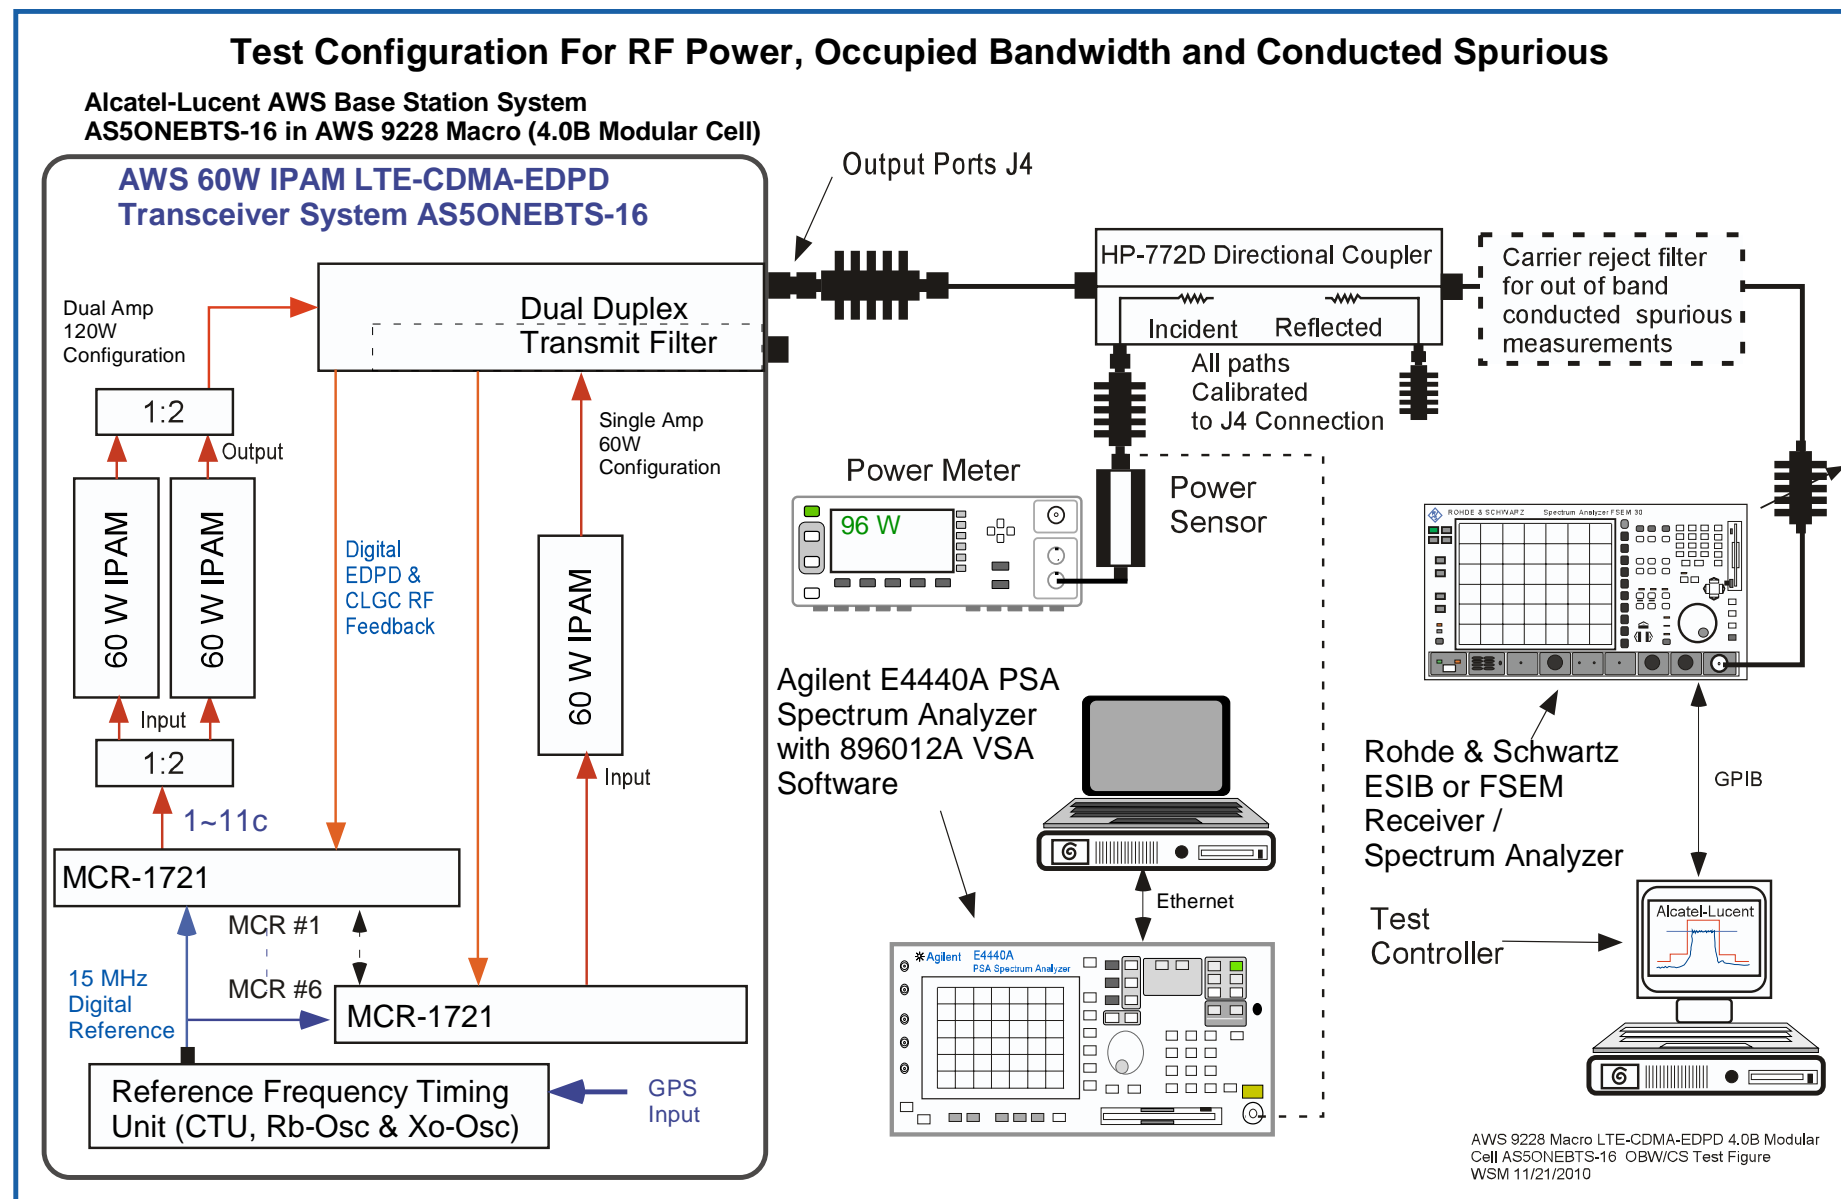 Test Configuration For RF Power, Occupied Bandwidth and Conducted Spurious
Alcatel-Lucent AWS Base Station System
AS5ONEBTS-16 in AWS 9228 Macro (4.0B Modular Cell)
AWS 60W IPAM LTE-CDMA-EDPD
Transceiver System AS5ONEBTS-16
Output Ports J4
Dual Amp
120W
Configuration
Dual Duplex
Transmit Filter
HP-772D Directional Coupler
Incident
Reflected
Carrier reject filter
for out of band
conducted spurious
measurements
All paths
Calibrated
to J4 Connection
1:2
Output
Single Amp
60W
Configuration
60 W IPAM
60 W IPAM
60 W IPAM
Digital
EDPD &
CLGC RF
Feedback
Power Meter
96 W
Power
Sensor
ROHDE & SCHWARZ
Spectrum Analyzer FSEM 30
Input
1:2
Input
1~11c
Agilent E4440A PSA
Spectrum Analyzer
with 896012A VSA
Software
Rohde & Schwartz
ESIB or FSEM
Receiver /
Spectrum Analyzer
GPIB
MCR-1721
MCR #1
MCR #6
MCR-1721
15 MHz
Digital
Reference
Ethernet
Test
Controller
Alcatel-Lucent
Agilent
E4440A
PSA Spectrum Analyzer
Reference Frequency Timing
Unit (CTU, Rb-Osc & Xo-Osc)
GPS
Input
AWS 9228 Macro LTE-CDMA-EDPD 4.0B Modular
Cell AS5ONEBTS-16 OBW/CS Test Figure
WSM 11/21/2010